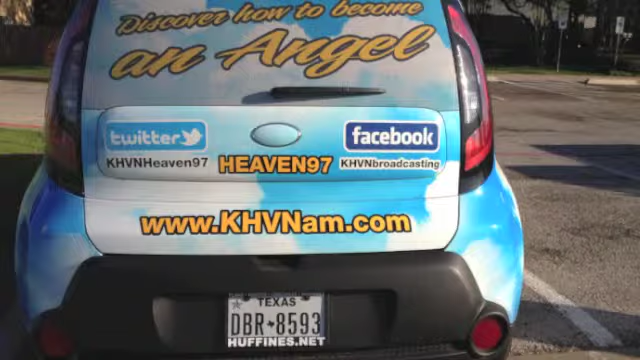 Discover how to become
an Angel
twitter facebook
KHVNHeaven97 HEAVEN97 KHVNbroadcasting
www.KHVNam.com
TEXAS
DBR 8593
HUFFINES.NET